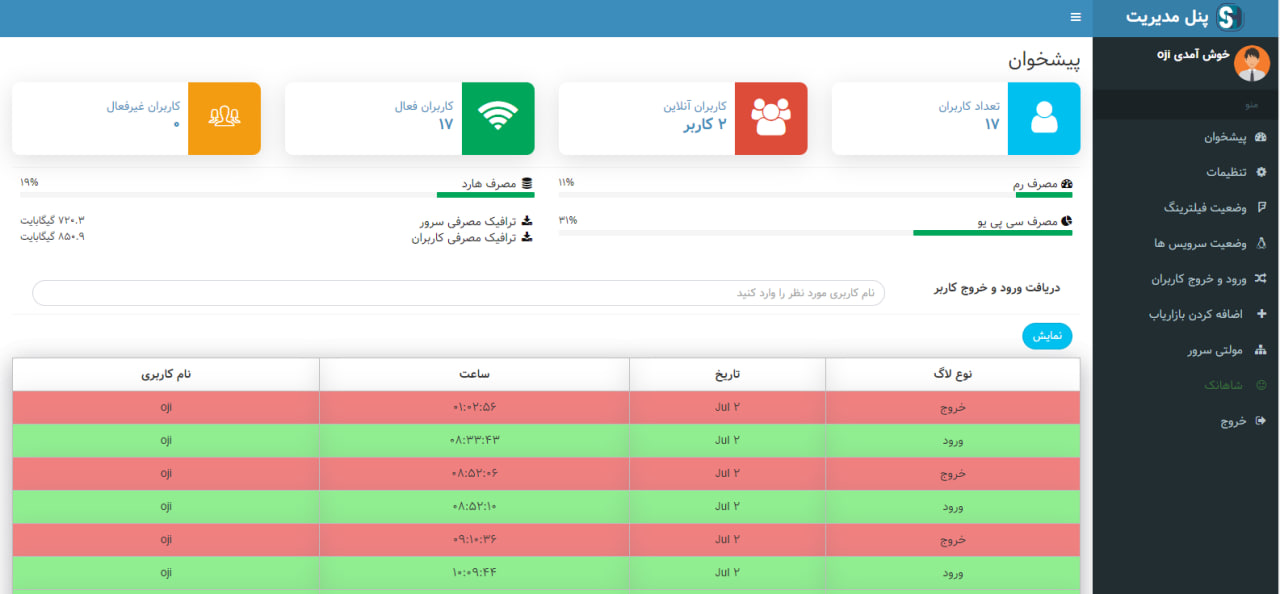 پنل مدیریت
خوش آمدی oji
منو
پیشخوان
تنظیمات
وضعیت فیلترینگ
وضعیت سرویس ها
ورود و خروج کاربران
اضافه کردن بازاریاب
مولتی سرور
شاهانک
خروج
پیشخوان
تعداد کاربران
۱۷
کاربران آنلاین
۲ کاربر
کاربران فعال
۱۷
کاربران غیرفعال
۰
مصرف رم ۱۱%
مصرف هارد ۱۹%
مصرف سی پی یو ۳۱%
ترافیک مصرفی سرور ۷۲۰.۳ گیگابایت
ترافیک مصرفی کاربران ۸۵۰.۹ گیگابایت
دریافت ورود و خروج کاربر
نام کاربری مورد نظر را وارد کنید
نمایش
نوع لاگ تاریخ ساعت نام کاربری
خروج Jul ۲ ۰۱:۰۲:۵۶ oji
ورود Jul ۲ ۰۸:۳۳:۴۳ oji
خروج Jul ۲ ۰۸:۵۲:۰۶ oji
ورود Jul ۲ ۰۸:۵۲:۱۰ oji
خروج Jul ۲ ۰۹:۱۰:۳۶ oji
ورود Jul ۲ ۱۰:۰۹:۴۴ oji